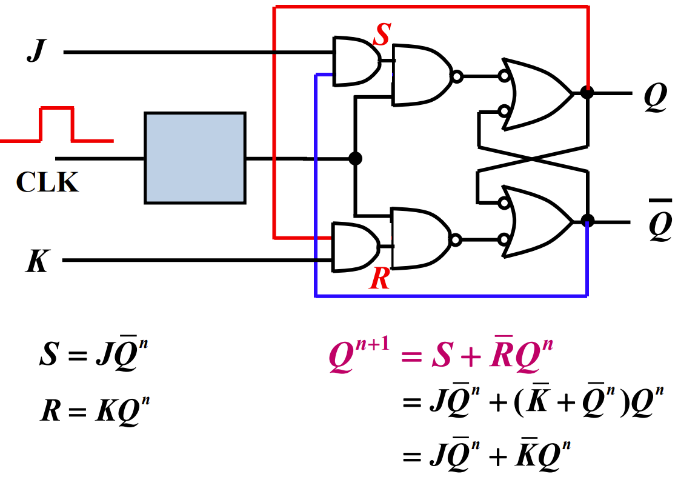 J
S
Q
CLK
Q̅
K
R
S = JQ̅ⁿ
R = KQⁿ
Qⁿ⁺¹ = S + R̅Qⁿ
= JQ̅ⁿ + (K̅ + Q̅ⁿ)Qⁿ
= JQ̅ⁿ + K̅Qⁿ